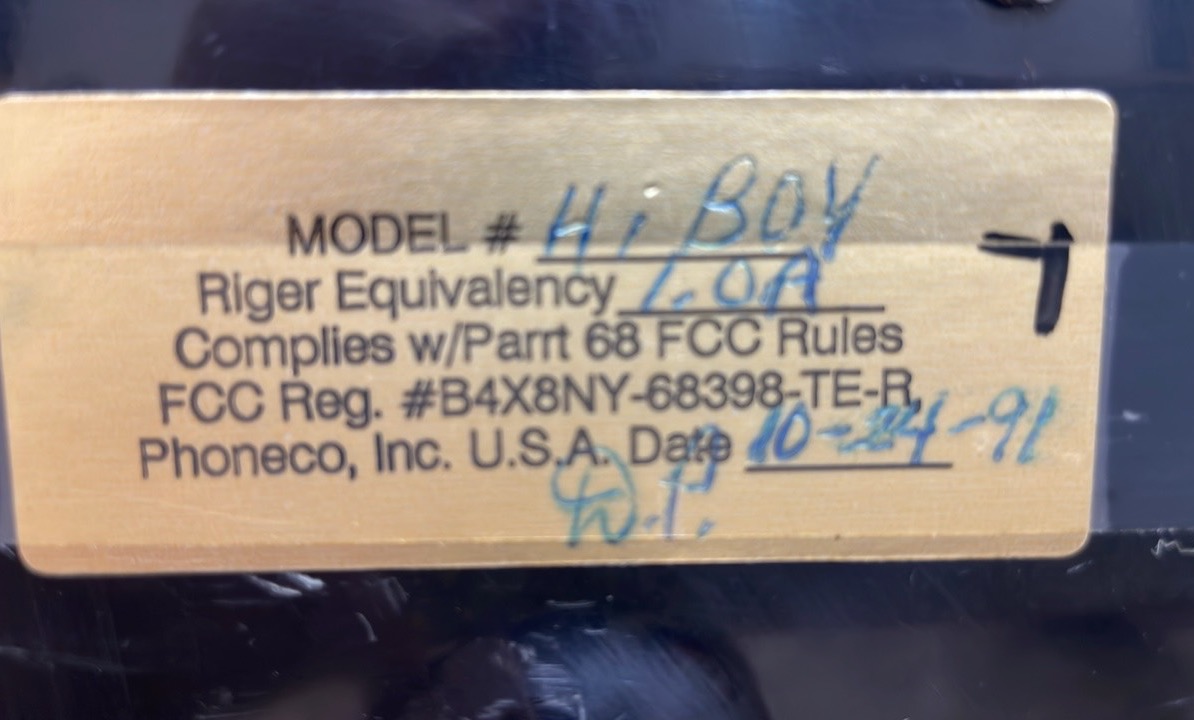 MODEL # Hi BOY
Riger Equivalency 1.0A
Complies w/Parrt 68 FCC Rules
FCC Reg. #B4X8NY-68398-TE-R,
Phoneco, Inc. U.S.A. Date 10-24-91